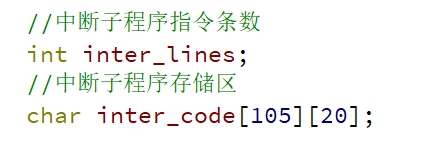 //中断子程序指令条数
int inter_lines;
//中断子程序存储区
char inter_code[105][20];